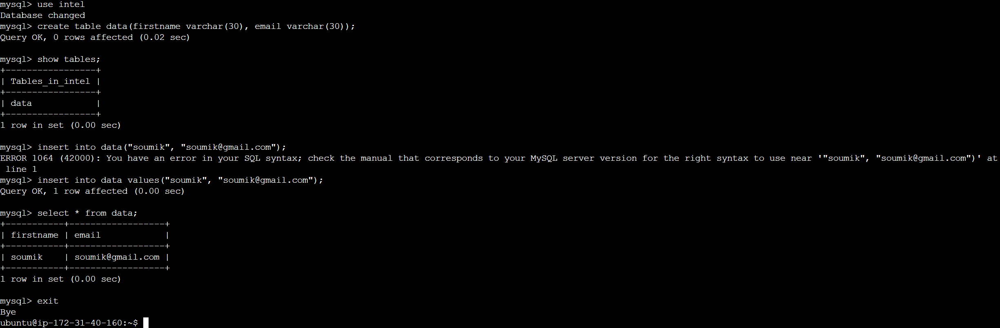 mysql> use intel
Database changed
mysql> create table data(firstname varchar(30), email varchar(30));
Query OK, 0 rows affected (0.02 sec)
mysql> show tables;
+-----------------+
| Tables_in_intel |
+-----------------+
| data            |
+-----------------+
1 row in set (0.00 sec)
mysql> insert into data("soumik", "soumik@gmail.com");
ERROR 1064 (42000): You have an error in your SQL syntax; check the manual that corresponds to your MySQL server version for the right syntax to use near '"soumik", "soumik@gmail.com")' at
 line 1
mysql> insert into data values("soumik", "soumik@gmail.com");
Query OK, 1 row affected (0.00 sec)
mysql> select * from data;
+-----------+------------------+
| firstname | email            |
+-----------+------------------+
| soumik    | soumik@gmail.com |
+-----------+------------------+
1 row in set (0.00 sec)
mysql> exit
Bye
ubuntu@ip-172-31-40-160:~$